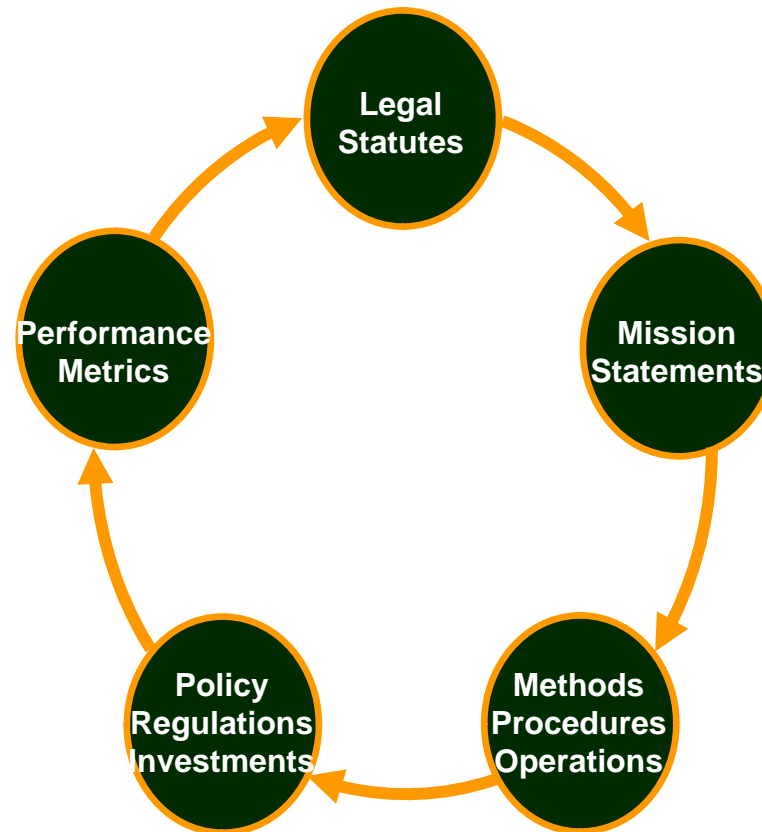 Legal
Statutes
Mission
Statements
Methods
Procedures
Operations
Policy
Regulations
Investments
Performance
Metrics